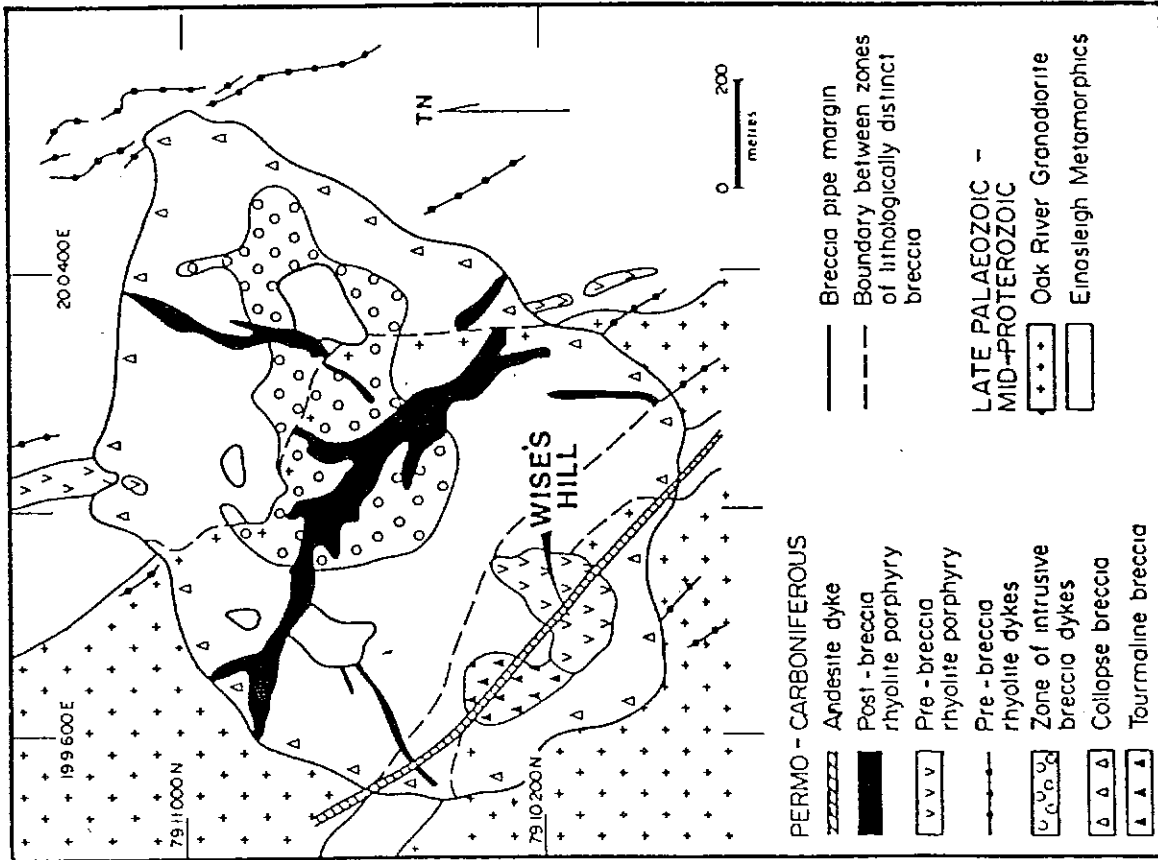 200400E
199600E
7911000N
7910200N
TN
WISE'S
HILL
0 200
metres
PERMO - CARBONIFEROUS
Andesite dyke
Post - breccia
rhyolite porphyry
Pre - breccia
rhyolite porphyry
Pre - breccia
rhyolite dykes
Zone of intrusive
breccia dykes
Collapse breccia
Tourmaline breccia
Breccia pipe margin
Boundary between zones
of lithologically distinct
breccia
LATE PALAEOZOIC -
MID-PROTEROZOIC
Oak River Granodiorite
Einasleigh Metamorphics